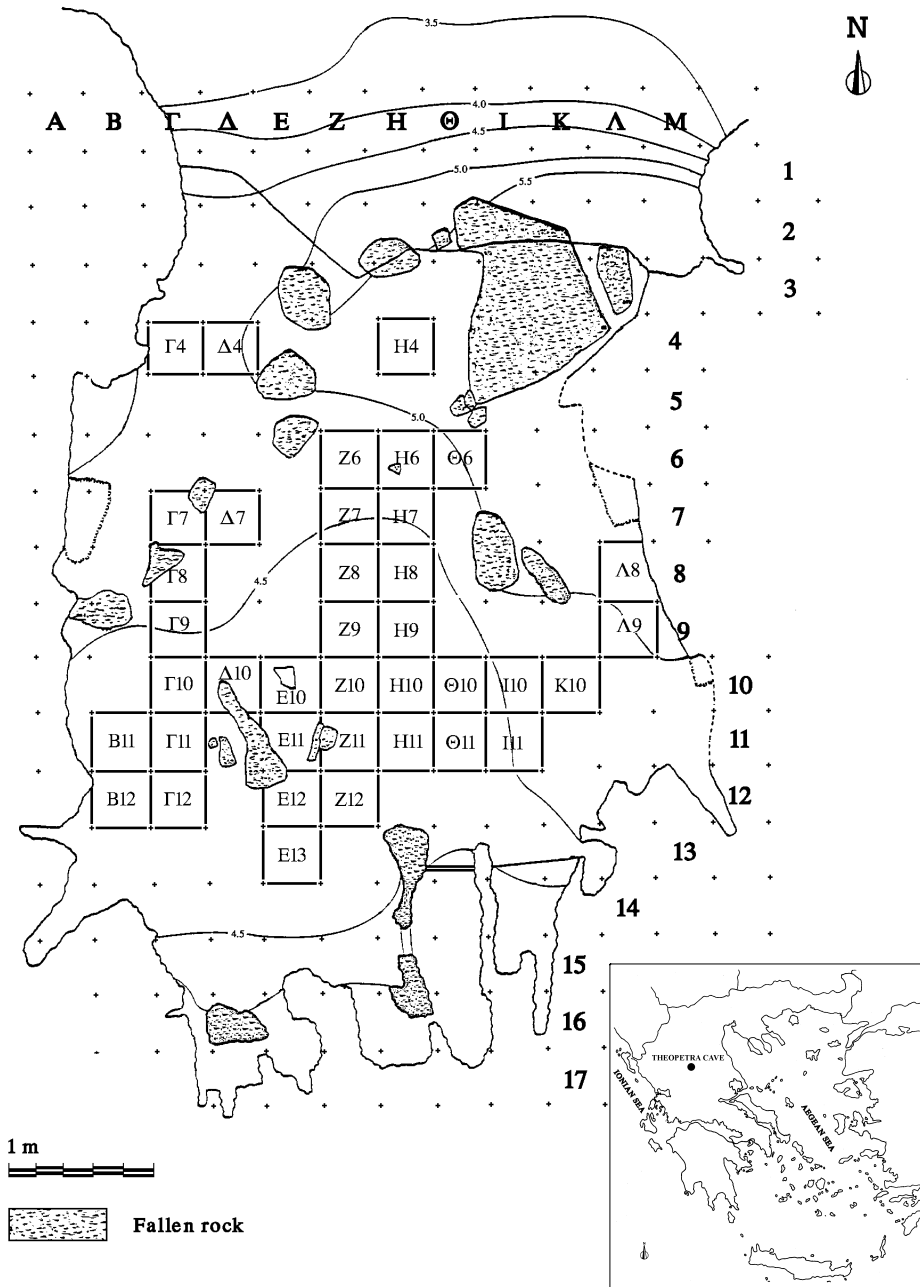 N
3.5
4.0
Α Β Γ Δ Ε Ζ Η Θ Ι Κ Λ Μ
4.5
1
5.0
5.5
2
3
Γ4 Δ4 Η4 4
5
5.0
Ζ6 Η6 Θ6 6
Γ7 Δ7 Ζ7 Η7 7
4.5
Γ8 Ζ8 Η8 Λ8 8
Γ9 Ζ9 Η9 Λ9 9
Γ10 Δ10 Ε10 Ζ10 Η10 Θ10 Ι10 Κ10 10
Β11 Γ11 Ε11 Ζ11 Η11 Θ11 Ι11 11
Β12 Γ12 Ε12 Ζ12 12
Ε13 13
14
4.5
15
16
17
1 m
Fallen rock
THEOPETRA CAVE
IONIAN SEA
AEGEAN SEA